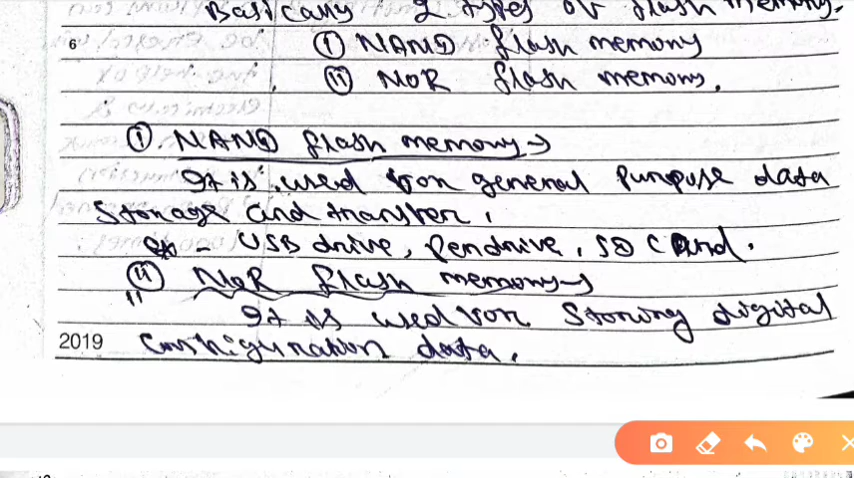 Basically 2 types of flash memory.
6
(i) NAND flash memory
(ii) NOR flash memory.
(i) NAND flash memory →
It is used for general purpose data
storage and transfer.
Ex - USB drive, Pendrive, SD Card.
(ii) NOR flash memory →
It is used for storing digital
2019 configuration data.